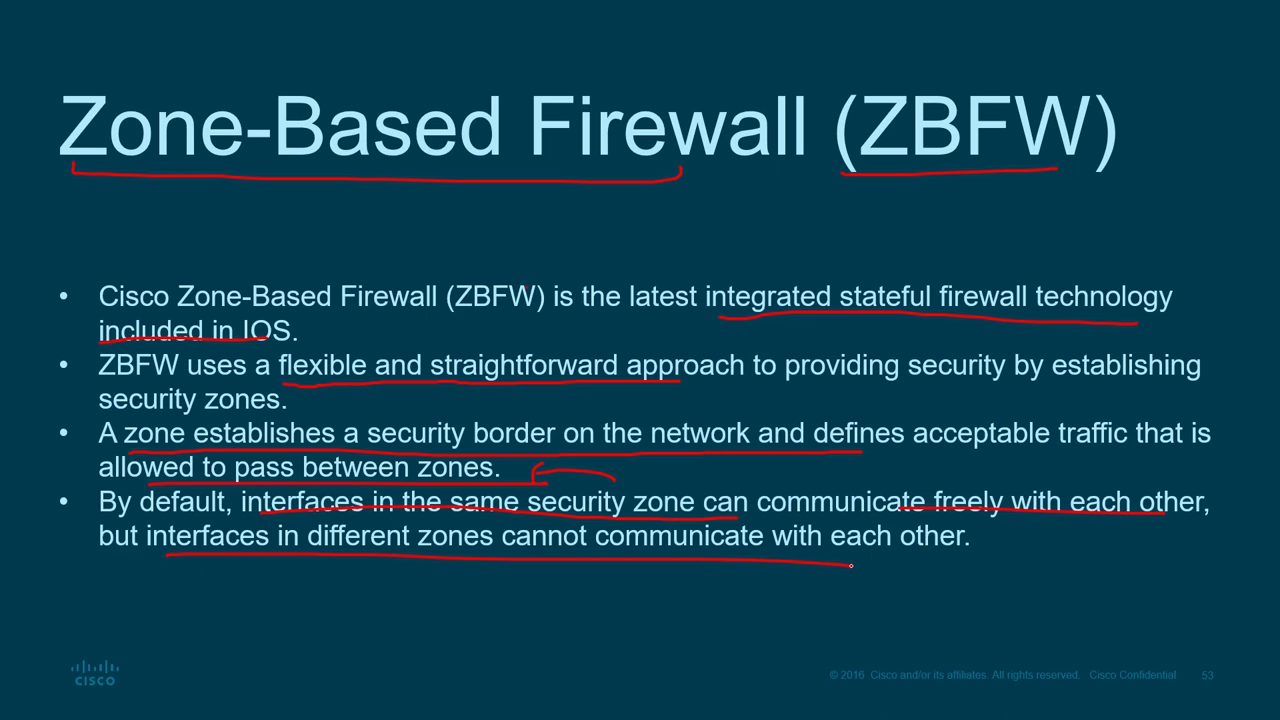 Zone-Based Firewall (ZBFW)
• Cisco Zone-Based Firewall (ZBFW) is the latest integrated stateful firewall technology
included in IOS.
• ZBFW uses a flexible and straightforward approach to providing security by establishing
security zones.
• A zone establishes a security border on the network and defines acceptable traffic that is
allowed to pass between zones.
• By default, interfaces in the same security zone can communicate freely with each other,
but interfaces in different zones cannot communicate with each other.
CISCO
© 2016 Cisco and/or its affiliates. All rights reserved. Cisco Confidential 53